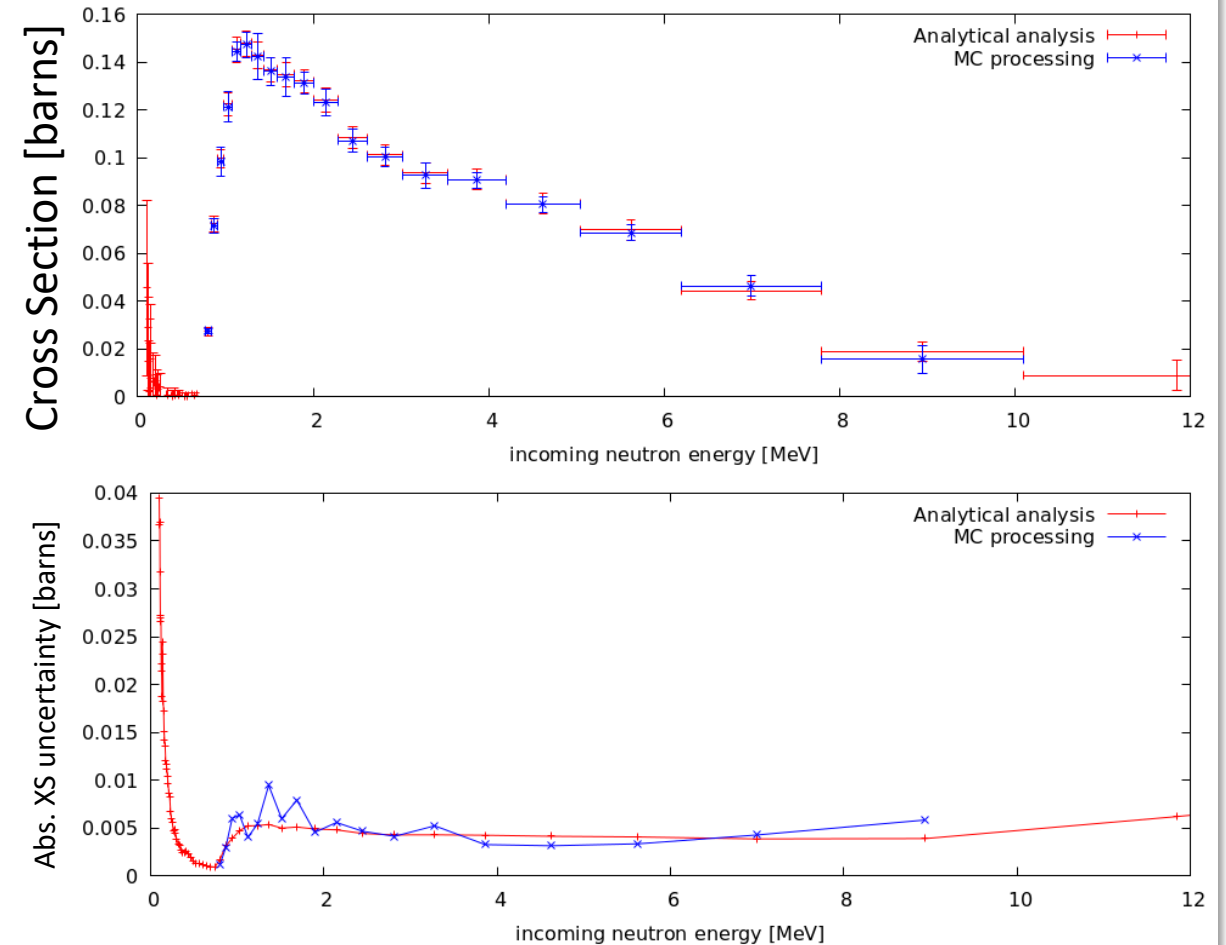 Cross Section [barns]
0.16
0.14
0.12
0.1
0.08
0.06
0.04
0.02
0
Analytical analysis
MC processing
0 2 4 6 8 10 12
incoming neutron energy [MeV]
Abs. XS uncertainty [barns]
0.04
0.035
0.03
0.025
0.02
0.015
0.01
0.005
0
Analytical analysis
MC processing
0 2 4 6 8 10 12
incoming neutron energy [MeV]